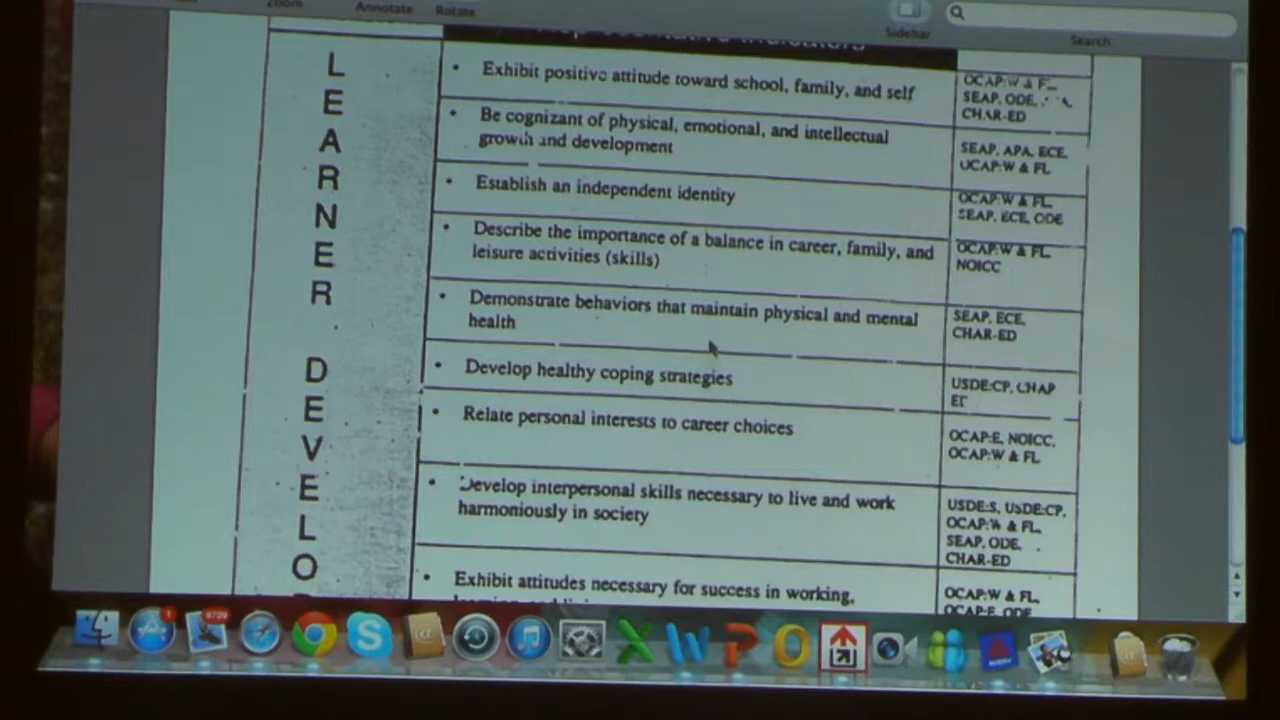 Zoom
Annotate
Rotate
Sidebar
Search
LEARNER
DEVELO
• Exhibit positive attitude toward school, family, and self
OCAP:W & F
SEAP, ODE,
CHAR-ED
• Be cognizant of physical, emotional, and intellectual
growth and development
SEAP, APA, ECE,
OCAP:W & FL
• Establish an independent identity
OCAP:W & FL,
SEAP, ECE, ODE
• Describe the importance of a balance in career, family, and
leisure activities (skills)
OCAP:W & FL,
NOICC
• Demonstrate behaviors that maintain physical and mental
health
SEAP, ECE,
CHAR-ED
• Develop healthy coping strategies
USDE:CP, CHAP
• Relate personal interests to career choices
OCAP:E, NOICC,
OCAP:W & FL
• Develop interpersonal skills necessary to live and work
harmoniously in society
USDE:S, USDE:CP,
OCAP:W & FL,
SEAP, ODE,
CHAR-ED
• Exhibit attitudes necessary for success in working,
OCAP:W & FL,
OCAP:E, ODE